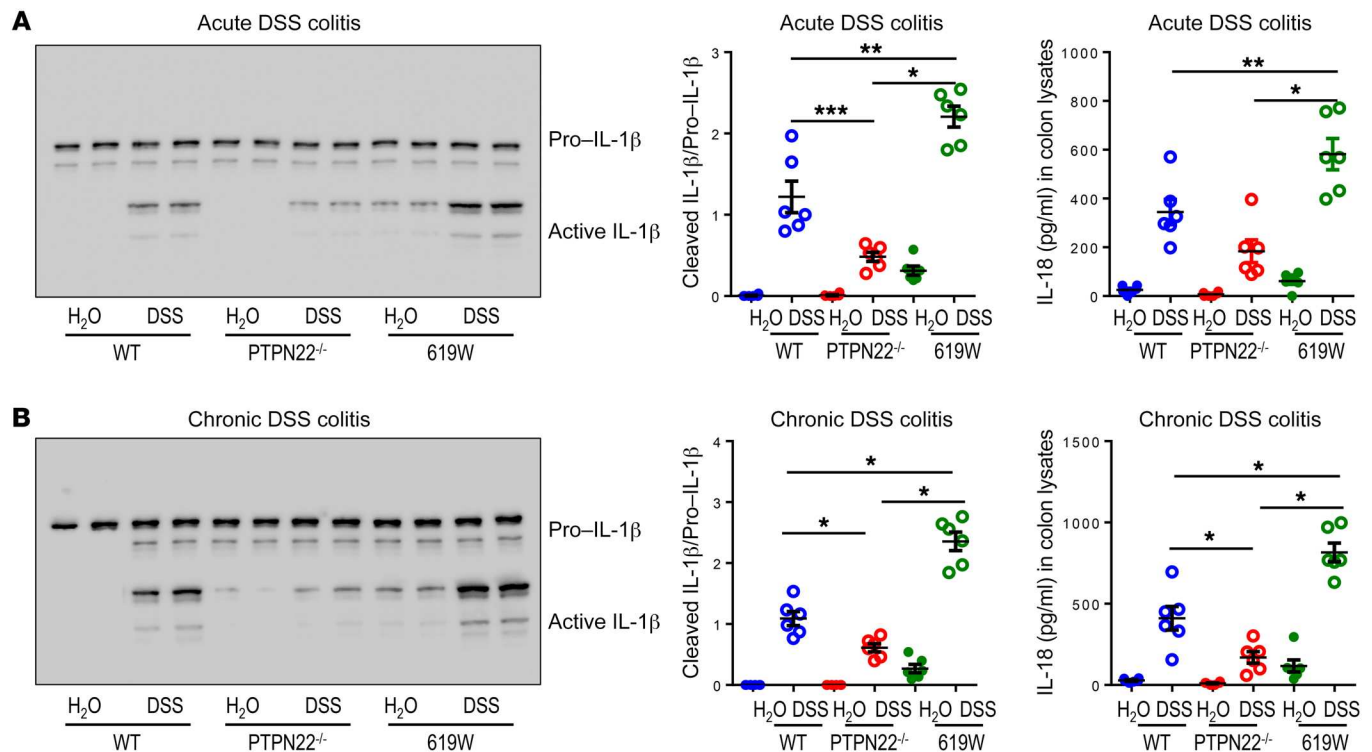 A
Acute DSS colitis
Pro–IL-1β
Active IL-1β
H2O DSS H2O DSS H2O DSS
WT PTPN22-/- 619W
Acute DSS colitis
Cleaved IL-1β/Pro–IL-1β
3
2
1
0
**
*
***
H2O DSS H2O DSS H2O DSS
WT PTPN22-/- 619W
Acute DSS colitis
IL-18 (pg/ml) in colon lysates
1000
800
600
400
200
0
**
*
H2O DSS H2O DSS H2O DSS
WT PTPN22-/- 619W
B
Chronic DSS colitis
Pro–IL-1β
Active IL-1β
H2O DSS H2O DSS H2O DSS
WT PTPN22-/- 619W
Chronic DSS colitis
Cleaved IL-1β/Pro–IL-1β
4
3
2
1
0
*
*
*
H2O DSS H2O DSS H2O DSS
WT PTPN22-/- 619W
Chronic DSS colitis
IL-18 (pg/ml) in colon lysates
1500
1000
500
0
*
*
*
H2O DSS H2O DSS H2O DSS
WT PTPN22-/- 619W